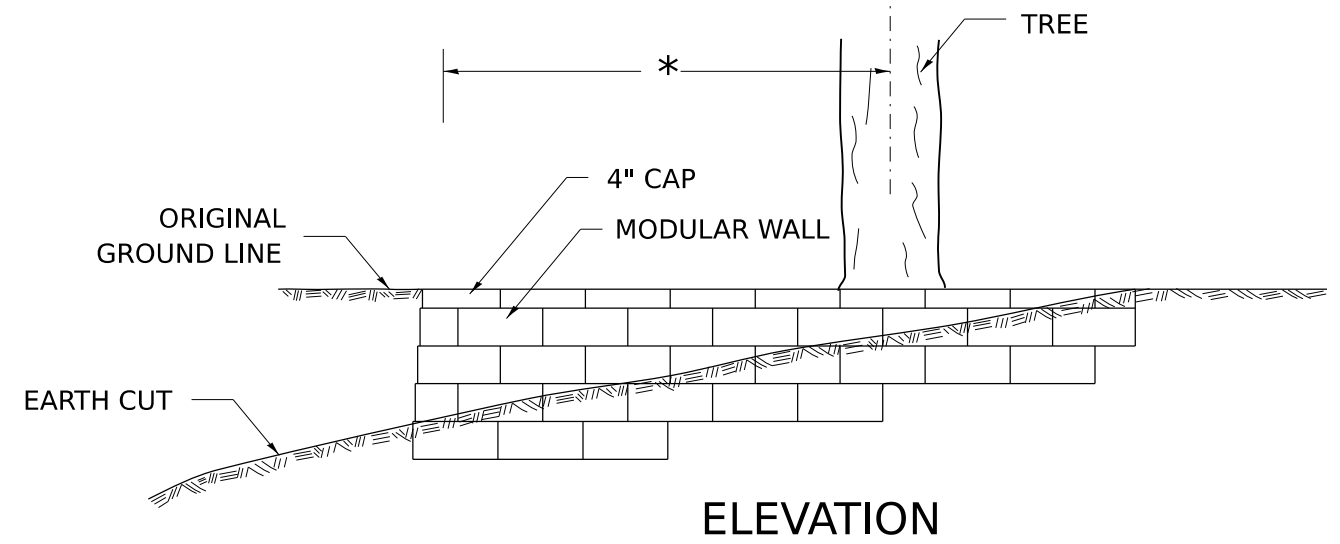 TREE
*
4" CAP
MODULAR WALL
ORIGINAL
GROUND LINE
EARTH CUT
ELEVATION